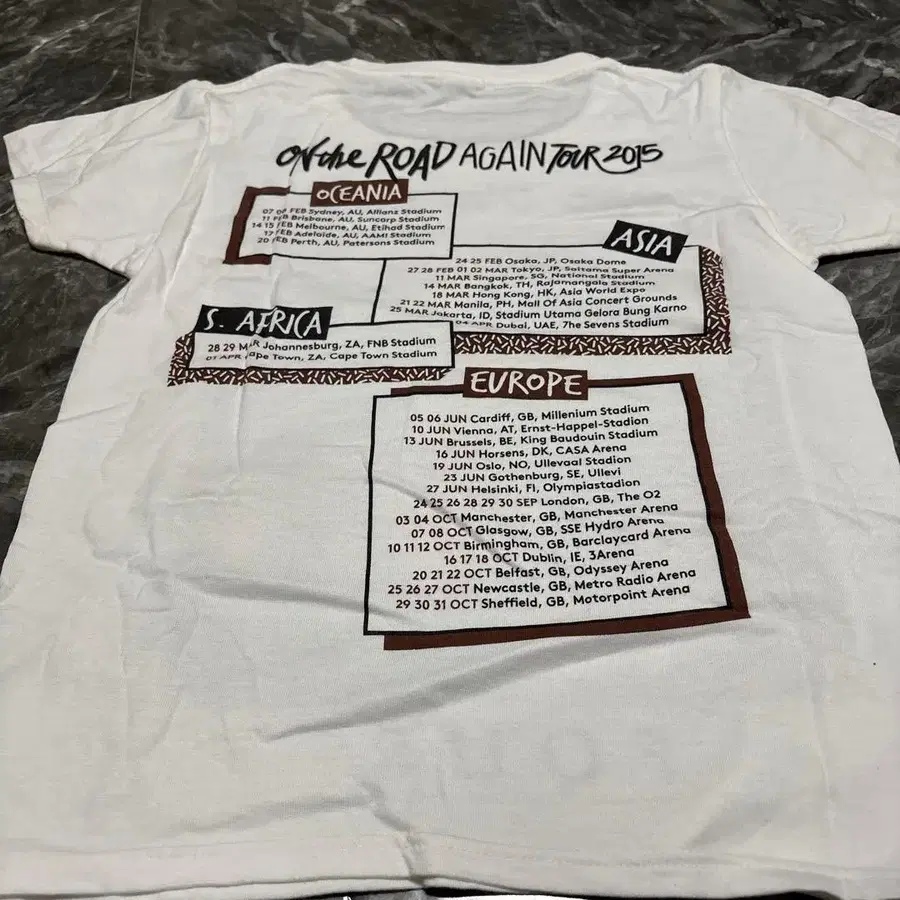 On the ROAD AGAIN TOUR 2015
OCEANIA
07 08 FEB Sydney, AU, Allianz Stadium
11 FEB Brisbane, AU, Suncorp Stadium
14 15 FEB Melbourne, AU, Etihad Stadium
17 FEB Adelaide, AU, AAMI Stadium
20 FEB Perth, AU, Patersons Stadium
ASIA
24 25 FEB Osaka, JP, Osaka Dome
27 28 FEB 01 02 MAR Tokyo, JP, Saitama Super Arena
11 MAR Singapore, SG, National Stadium
14 MAR Bangkok, TH, Rajamangala Stadium
18 MAR Hong Kong, HK, Asia World Expo
21 22 MAR Manila, PH, Mall Of Asia Concert Grounds
25 MAR Jakarta, ID, Stadium Utama Gelora Bung Karno
04 APR Dubai, UAE, The Sevens Stadium
S. AFRICA
28 29 MAR Johannesburg, ZA, FNB Stadium
01 APR Cape Town, ZA, Cape Town Stadium
EUROPE
05 06 JUN Cardiff, GB, Millenium Stadium
10 JUN Vienna, AT, Ernst-Happel-Stadion
13 JUN Brussels, BE, King Baudouin Stadium
16 JUN Horsens, DK, CASA Arena
19 JUN Oslo, NO, Ullevaal Stadion
23 JUN Gothenburg, SE, Ullevi
27 JUN Helsinki, FI, Olympiastadion
24 25 26 28 29 30 SEP London, GB, The O2
03 04 OCT Manchester, GB, Manchester Arena
07 08 OCT Glasgow, GB, SSE Hydro Arena
10 11 12 OCT Birmingham, GB, Barclaycard Arena
16 17 18 OCT Dublin, IE, 3Arena
20 21 22 OCT Belfast, GB, Odyssey Arena
25 26 27 OCT Newcastle, GB, Metro Radio Arena
29 30 31 OCT Sheffield, GB, Motorpoint Arena